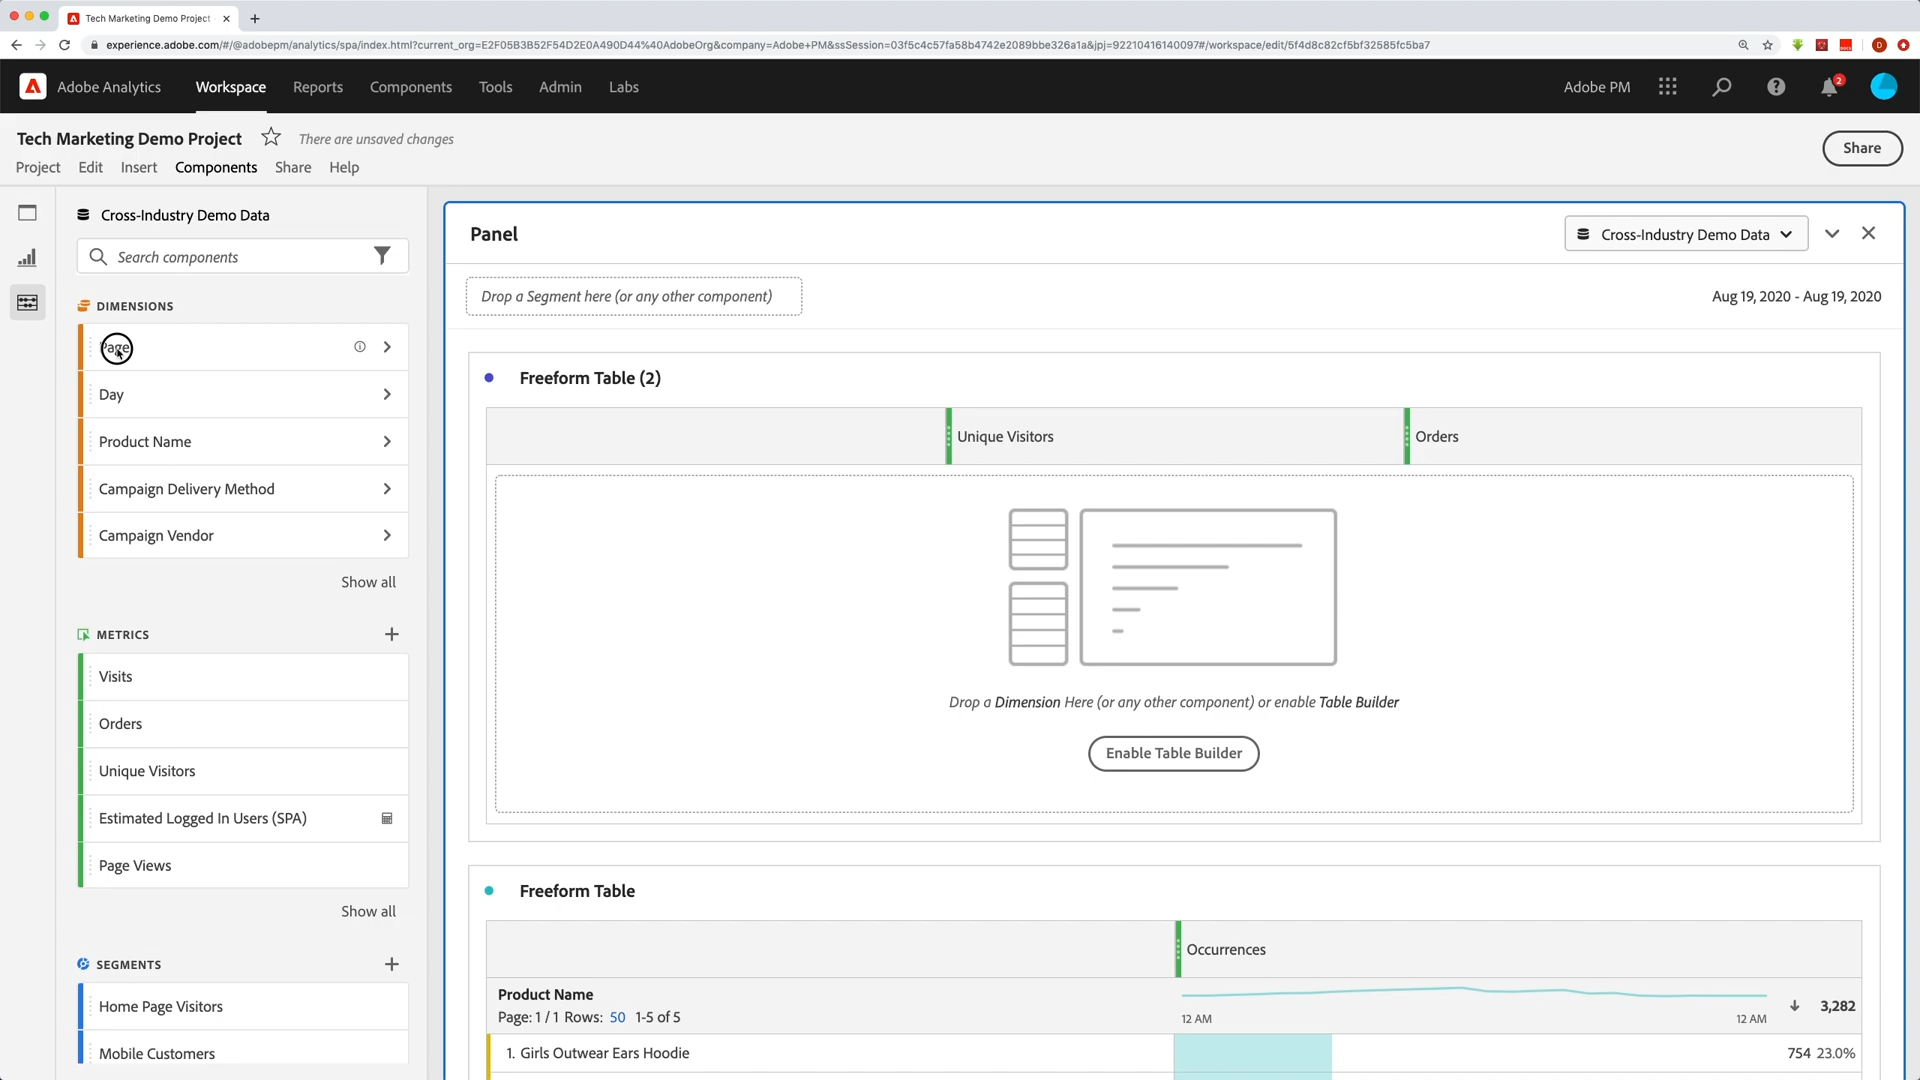 Tech Marketing Demo Project
experience.adobe.com/#/@adobepm/analytics/spa/index.html?current_org=E2F05B3B52F54D2E0A490D44%40AdobeOrg&company=Adobe+PM&ssSession=03f5c4c57fa58b4742e2089bbe326a1a&jpj=92210416140097#/workspace/edit/5f4d8c82cf5bf32585fc5ba7
Adobe Analytics Workspace Reports Components Tools Admin Labs Adobe PM 2
Tech Marketing Demo Project There are unsaved changes
Project Edit Insert Components Share Help
Share
Cross-Industry Demo Data
Search components
DIMENSIONS
Page
Day
Product Name
Campaign Delivery Method
Campaign Vendor
Show all
METRICS
Visits
Orders
Unique Visitors
Estimated Logged In Users (SPA)
Page Views
Show all
SEGMENTS
Home Page Visitors
Mobile Customers
Panel
Cross-Industry Demo Data
Drop a Segment here (or any other component)
Aug 19, 2020 - Aug 19, 2020
Freeform Table (2)
Unique Visitors Orders
Drop a Dimension Here (or any other component) or enable Table Builder
Enable Table Builder
Freeform Table
Occurrences
Product Name
Page: 1 / 1 Rows: 50 1-5 of 5
12 AM 12 AM
3,282
1. Girls Outwear Ears Hoodie 754 23.0%